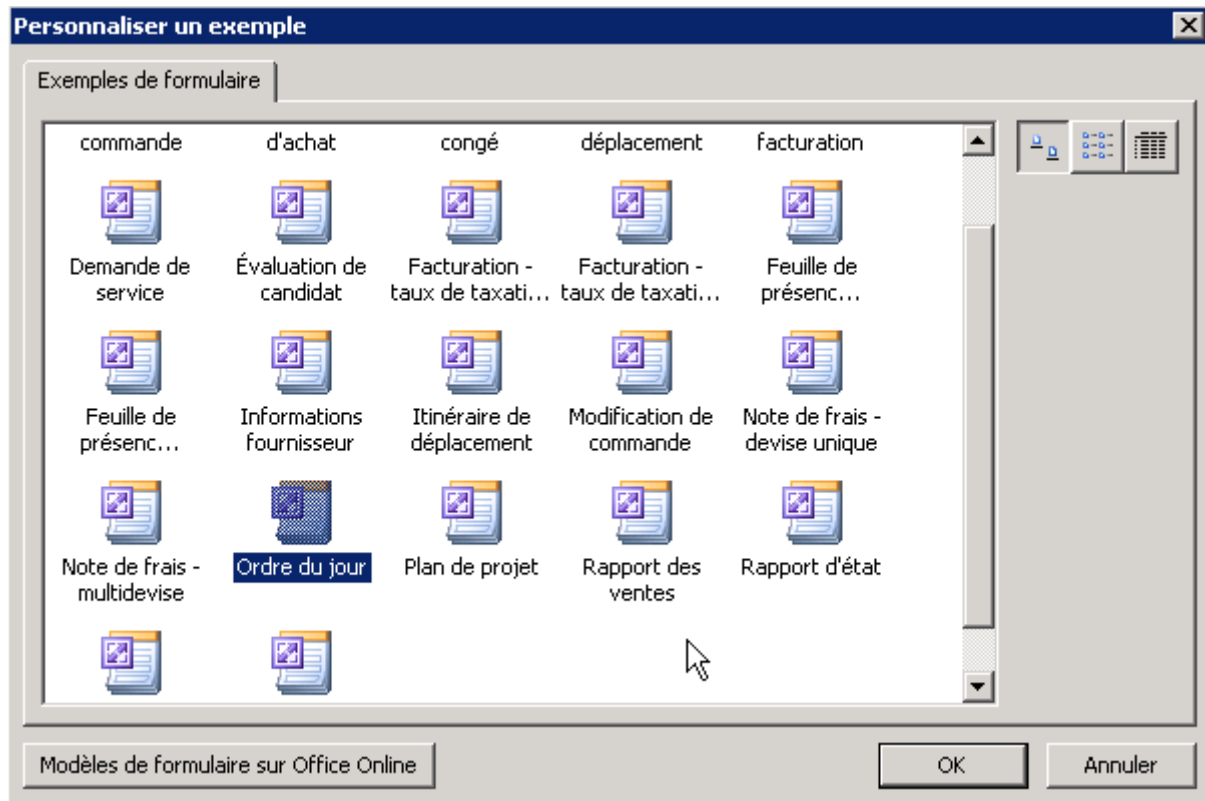 Personnaliser un exemple
Exemples de formulaire
commande d'achat congé déplacement facturation
Demande de Évaluation de Facturation - Facturation - Feuille de
service candidat taux de taxati... taux de taxati... présenc...
Feuille de Informations Itinéraire de Modification de Note de frais -
présenc... fournisseur déplacement commande devise unique
Note de frais - Ordre du jour Plan de projet Rapport des Rapport d'état
multidevise ventes
Modèles de formulaire sur Office Online OK Annuler